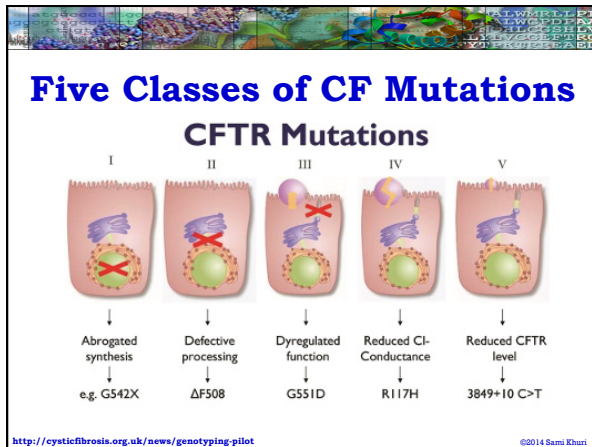 ALWMRLLPL
ALWGPDPA
Five Classes of CF Mutations
CFTR Mutations
I II III IV V
Abrogated synthesis
Defective processing
Dyregulated function
Reduced Cl- Conductance
Reduced CFTR level
e.g. G542X
ΔF508
G551D
R117H
3849+10 C>T
http://cysticfibrosis.org.uk/news/genotyping-pilot
©2014 Sami Khuri